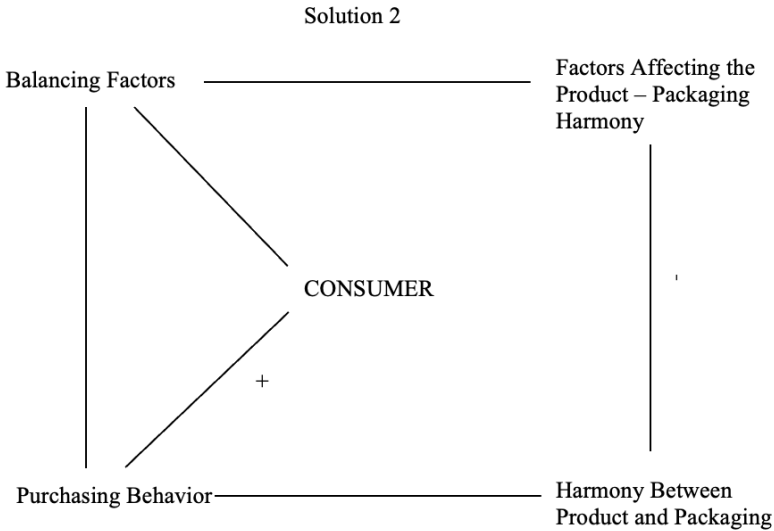 Solution 2
Balancing Factors
Factors Affecting the
Product – Packaging
Harmony
CONSUMER
+
Purchasing Behavior
Harmony Between
Product and Packaging